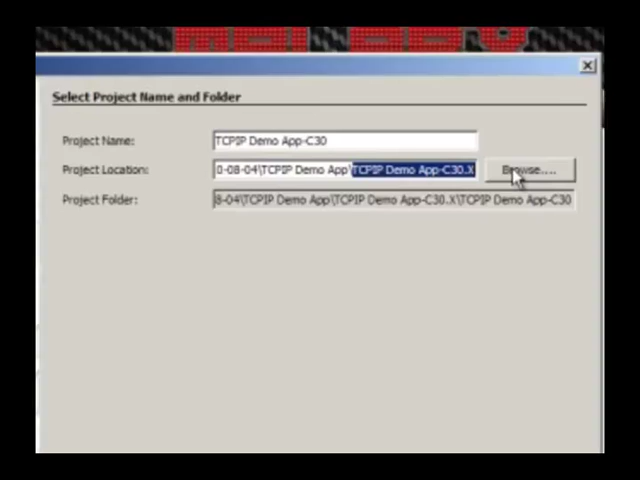 Select Project Name and Folder
Project Name: TCPIP Demo App-C30
Project Location: 0-08-04\TCPIP Demo App\TCPIP Demo App-C30.X Browse....
Project Folder: 8-04\TCPIP Demo App\TCPIP Demo App-C30.X\TCPIP Demo App-C30